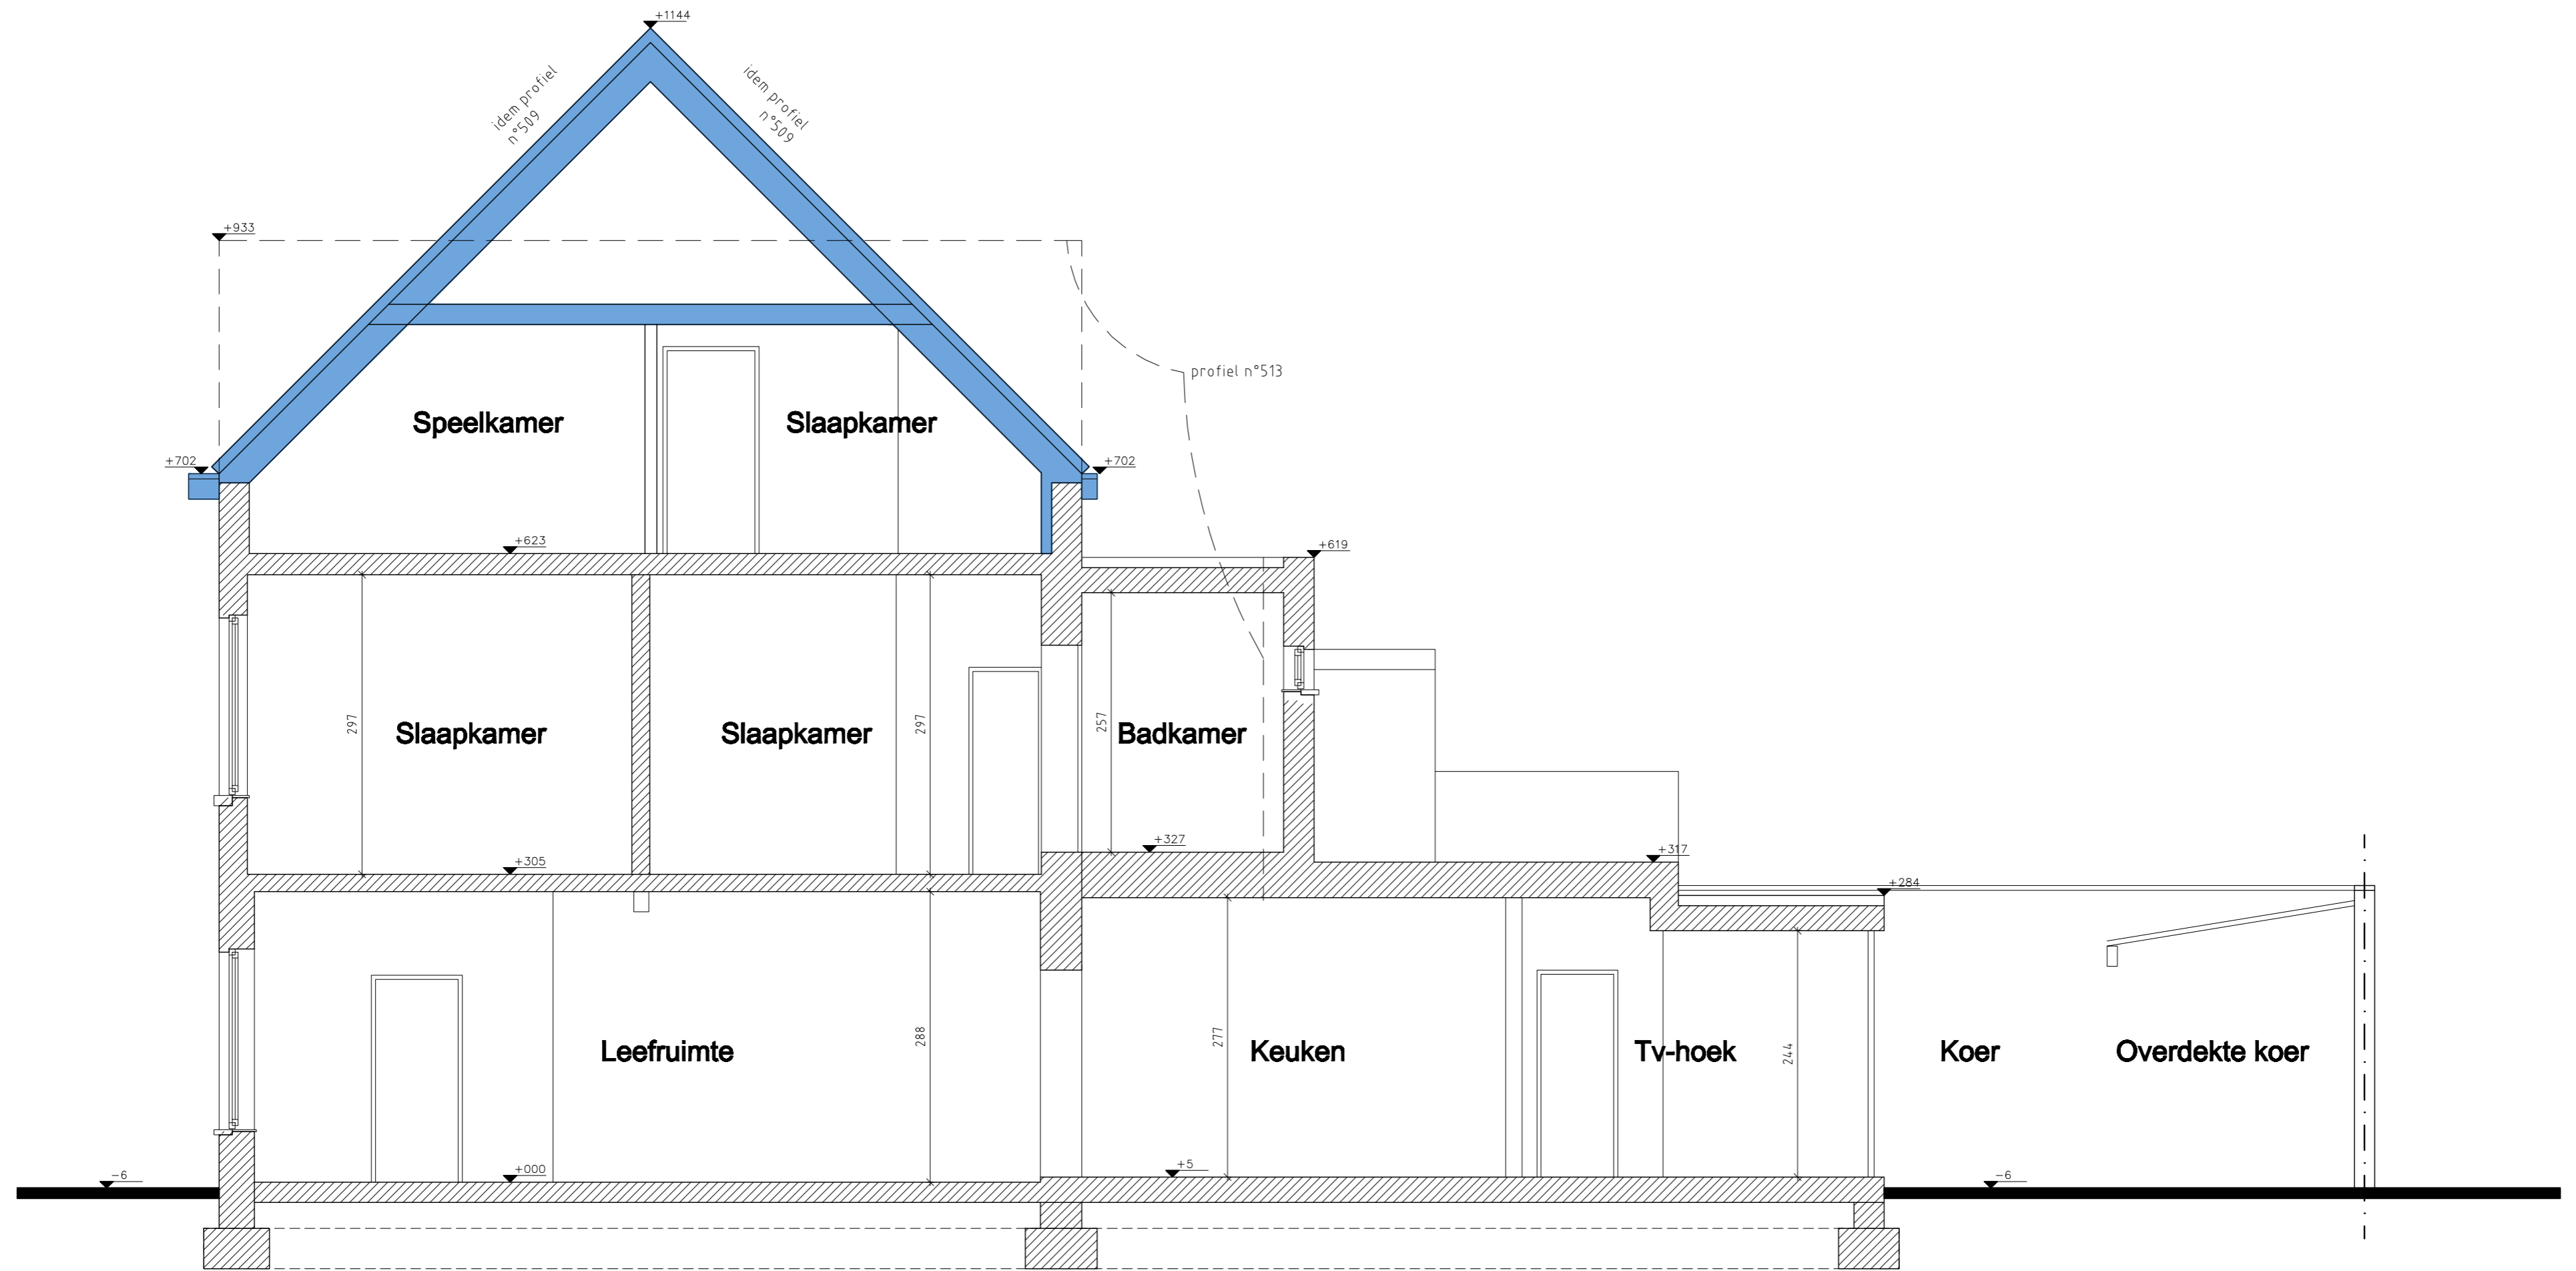 +1144
idem profiel
n°509
idem profiel
n°509
+933
profiel n°513
Speelkamer
Slaapkamer
+702
+702
+623
+619
297
Slaapkamer
Slaapkamer
297
257
Badkamer
+327
+305
+317
+284
Leefruimte
288
277
Keuken
Tv-hoek
244
Koer
Overdekte koer
-6
+000
+5
-6